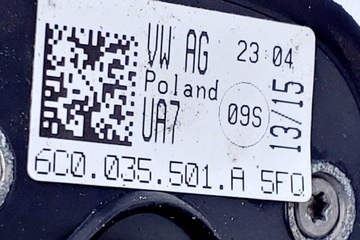 VW AG 23 04
Poland
UA7 09S
13/15
6C0.035.501.A 5FQ